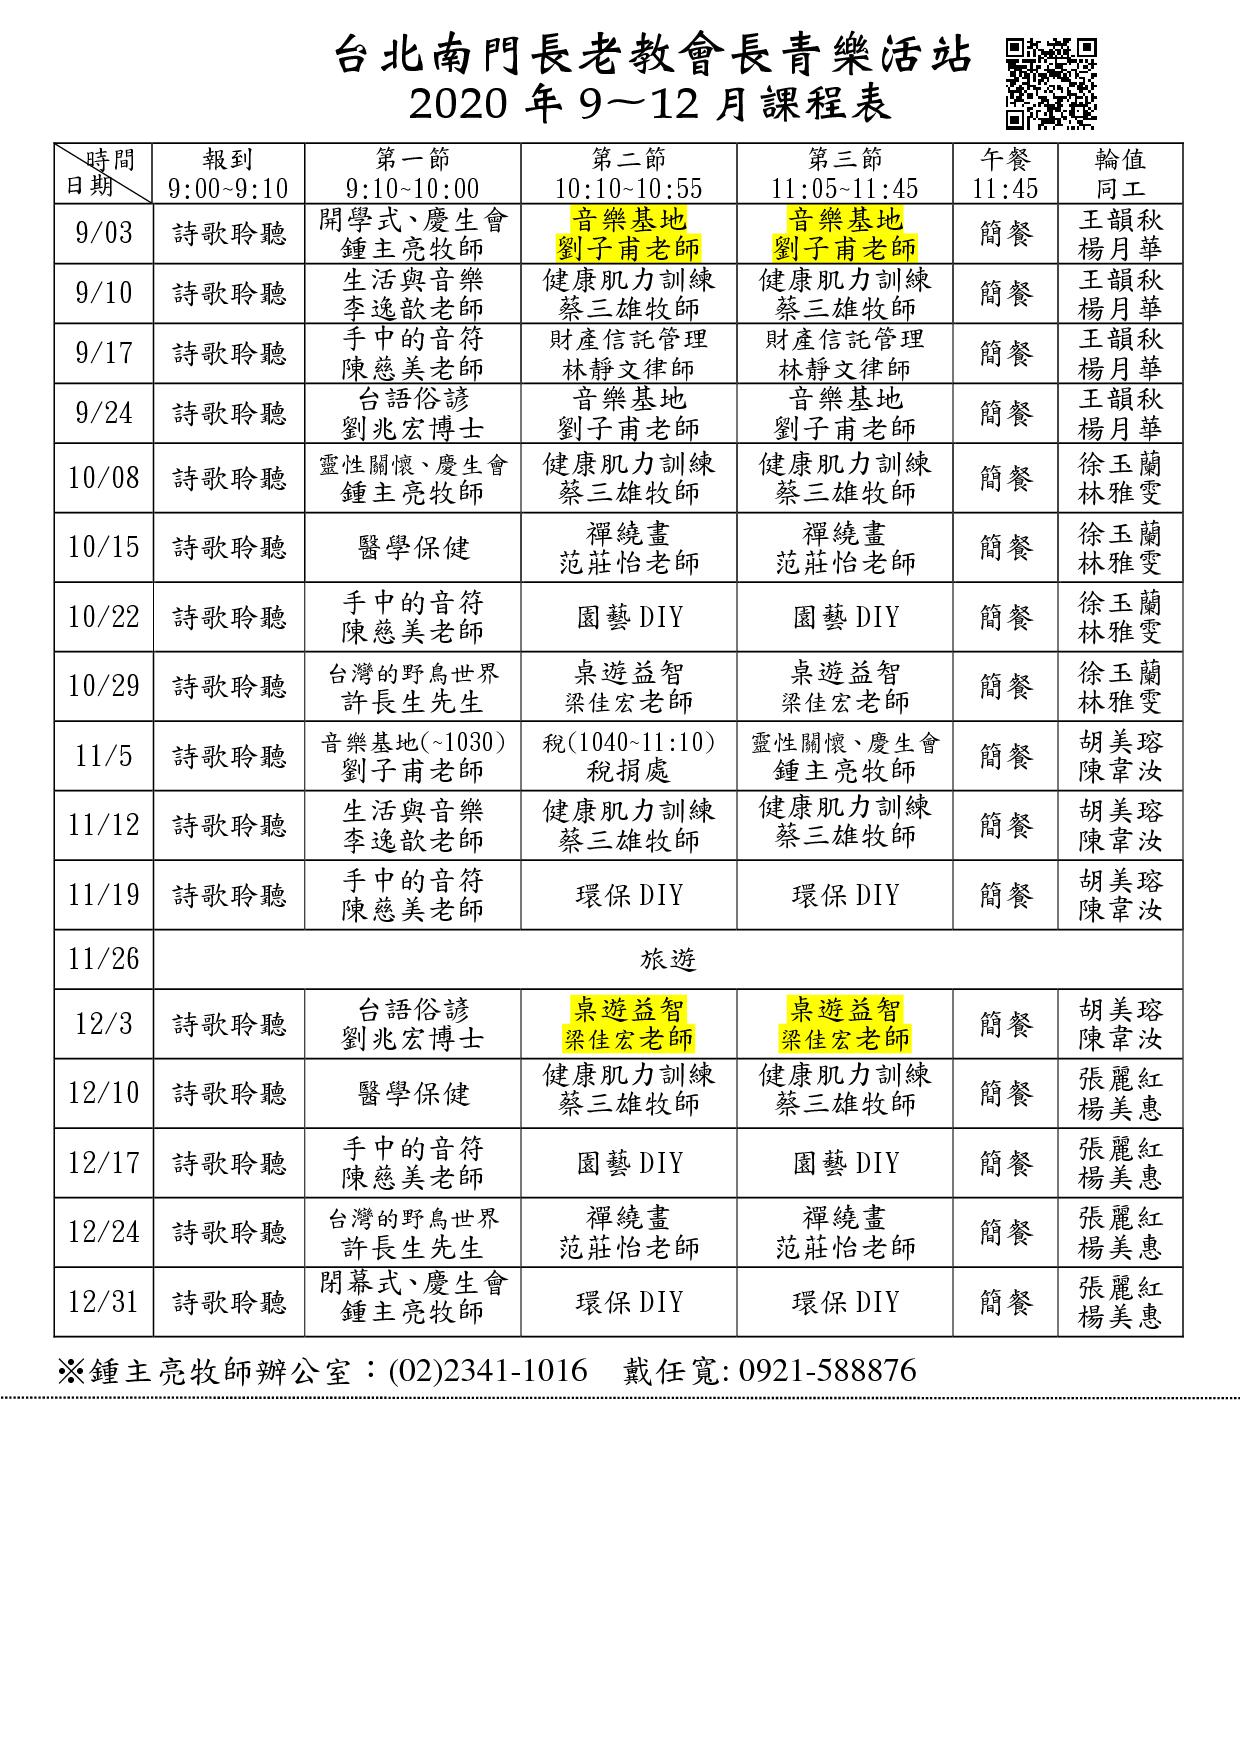 台北南門長老教會長青樂活站
2020 年 9～12 月課程表
時間
日期
報到
9:00~9:10
第一節
9:10~10:00
第二節
10:10~10:55
第三節
11:05~11:45
午餐
11:45
輪值
同工
9/03
詩歌聆聽
開學式、慶生會
鍾主亮牧師
音樂基地
劉子甫老師
音樂基地
劉子甫老師
簡餐
王韻秋
楊月華
9/10
詩歌聆聽
生活與音樂
李逸歆老師
健康肌力訓練
蔡三雄牧師
健康肌力訓練
蔡三雄牧師
簡餐
王韻秋
楊月華
9/17
詩歌聆聽
手中的音符
陳慈美老師
財產信託管理
林靜文律師
財產信託管理
林靜文律師
簡餐
王韻秋
楊月華
9/24
詩歌聆聽
台語俗諺
劉兆宏博士
音樂基地
劉子甫老師
音樂基地
劉子甫老師
簡餐
王韻秋
楊月華
10/08
詩歌聆聽
靈性關懷、慶生會
鍾主亮牧師
健康肌力訓練
蔡三雄牧師
健康肌力訓練
蔡三雄牧師
簡餐
徐玉蘭
林雅雯
10/15
詩歌聆聽
醫學保健
禪繞畫
范莊怡老師
禪繞畫
范莊怡老師
簡餐
徐玉蘭
林雅雯
10/22
詩歌聆聽
手中的音符
陳慈美老師
園藝 DIY
園藝 DIY
簡餐
徐玉蘭
林雅雯
10/29
詩歌聆聽
台灣的野鳥世界
許長生先生
桌遊益智
梁佳宏老師
桌遊益智
梁佳宏老師
簡餐
徐玉蘭
林雅雯
11/5
詩歌聆聽
音樂基地(~1030)
劉子甫老師
稅(1040~11:10)
稅捐處
靈性關懷、慶生會
鍾主亮牧師
簡餐
胡美瑢
陳韋汝
11/12
詩歌聆聽
生活與音樂
李逸歆老師
健康肌力訓練
蔡三雄牧師
健康肌力訓練
蔡三雄牧師
簡餐
胡美瑢
陳韋汝
11/19
詩歌聆聽
手中的音符
陳慈美老師
環保 DIY
環保 DIY
簡餐
胡美瑢
陳韋汝
11/26
旅遊
12/3
詩歌聆聽
台語俗諺
劉兆宏博士
桌遊益智
梁佳宏老師
桌遊益智
梁佳宏老師
簡餐
胡美瑢
陳韋汝
12/10
詩歌聆聽
醫學保健
健康肌力訓練
蔡三雄牧師
健康肌力訓練
蔡三雄牧師
簡餐
張麗紅
楊美惠
12/17
詩歌聆聽
手中的音符
陳慈美老師
園藝 DIY
園藝 DIY
簡餐
張麗紅
楊美惠
12/24
詩歌聆聽
台灣的野鳥世界
許長生先生
禪繞畫
范莊怡老師
禪繞畫
范莊怡老師
簡餐
張麗紅
楊美惠
12/31
詩歌聆聽
閉幕式、慶生會
鍾主亮牧師
環保 DIY
環保 DIY
簡餐
張麗紅
楊美惠
※鍾主亮牧師辦公室：(02)2341-1016　戴任寬: 0921-588876